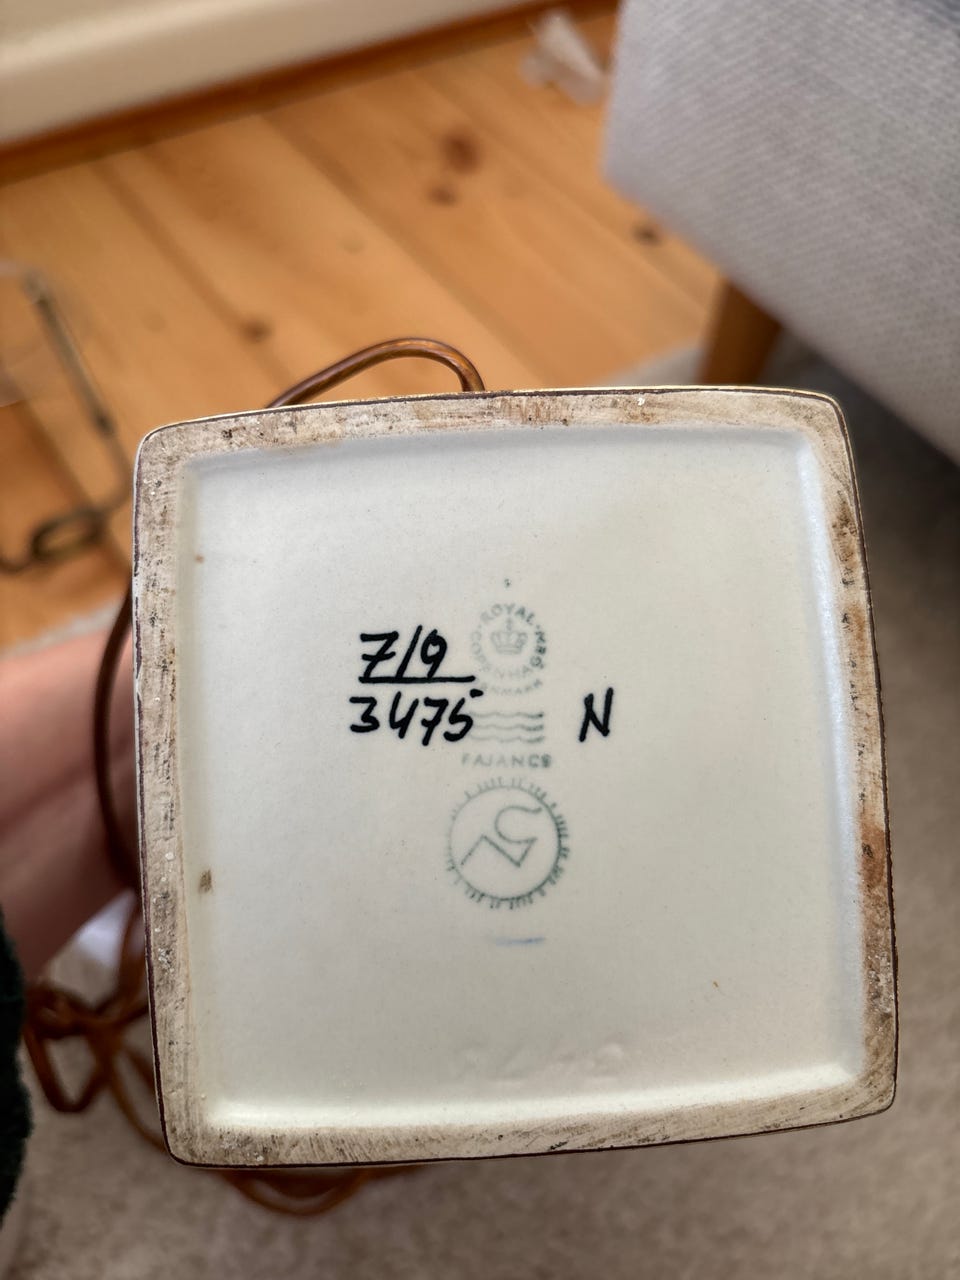 ROYAL COPENHAGEN
DENMARK
7/9
3475
N
FAJANCE